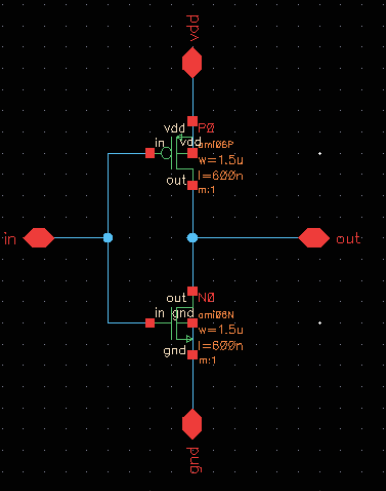 vdd
vdd
P0
in
vdd
ami06P
w=1.5u
l=600n
out
m:1
in
out
out
N0
in
gnd
ami06N
w=1.5u
l=600n
gnd
m:1
gnd